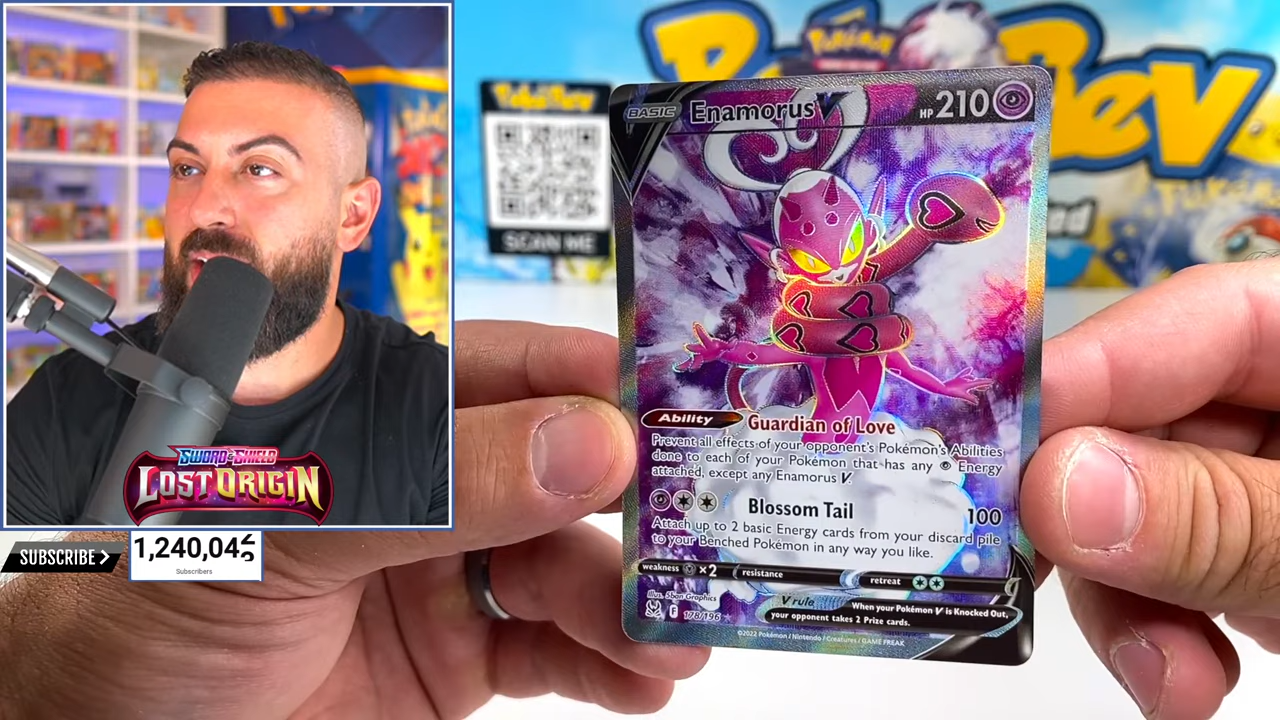 SWORD & SHIELD
LOST ORIGIN
SUBSCRIBE
1,240,04
Subscribers
PokéRev
SCAN ME
Pokémon
BASIC Enamorus V HP 210
Ability Guardian of Love
Prevent all effects of your opponent's Pokémon's Abilities
done to each of your Pokémon that has any Energy
attached, except any Enamorus V.
Blossom Tail 100
Attach up to 2 basic Energy cards from your discard pile
to your Benched Pokémon in any way you like.
weakness ×2 resistance retreat
V rule When your Pokémon V is Knocked Out,
your opponent takes 2 Prize cards.
Illus. 5ban Graphics
F 178/196
©2022 Pokémon / Nintendo / Creatures / GAME FREAK